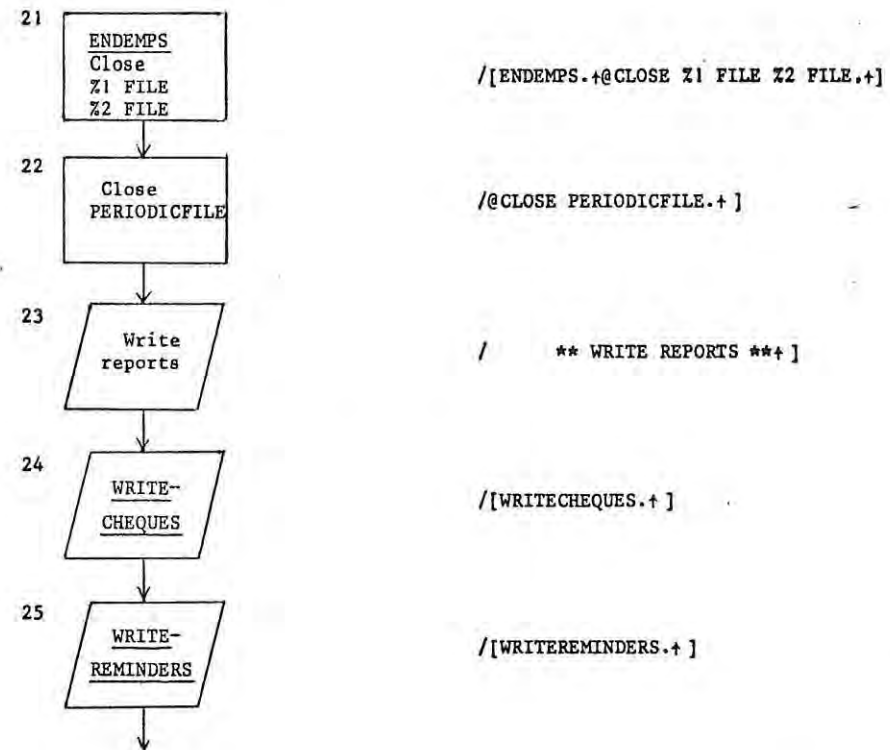 21
ENDEMPS
Close
%1 FILE
%2 FILE
/[ENDEMPS.↑@CLOSE %1 FILE %2 FILE.↑]
22
Close
PERIODICFILE
/@CLOSE PERIODICFILE.↑ ]
23
Write
reports
/ ** WRITE REPORTS **↑ ]
24
WRITE-
CHEQUES
/[WRITECHEQUES.↑ ]
25
WRITE-
REMINDERS
/[WRITEREMINDERS.↑ ]